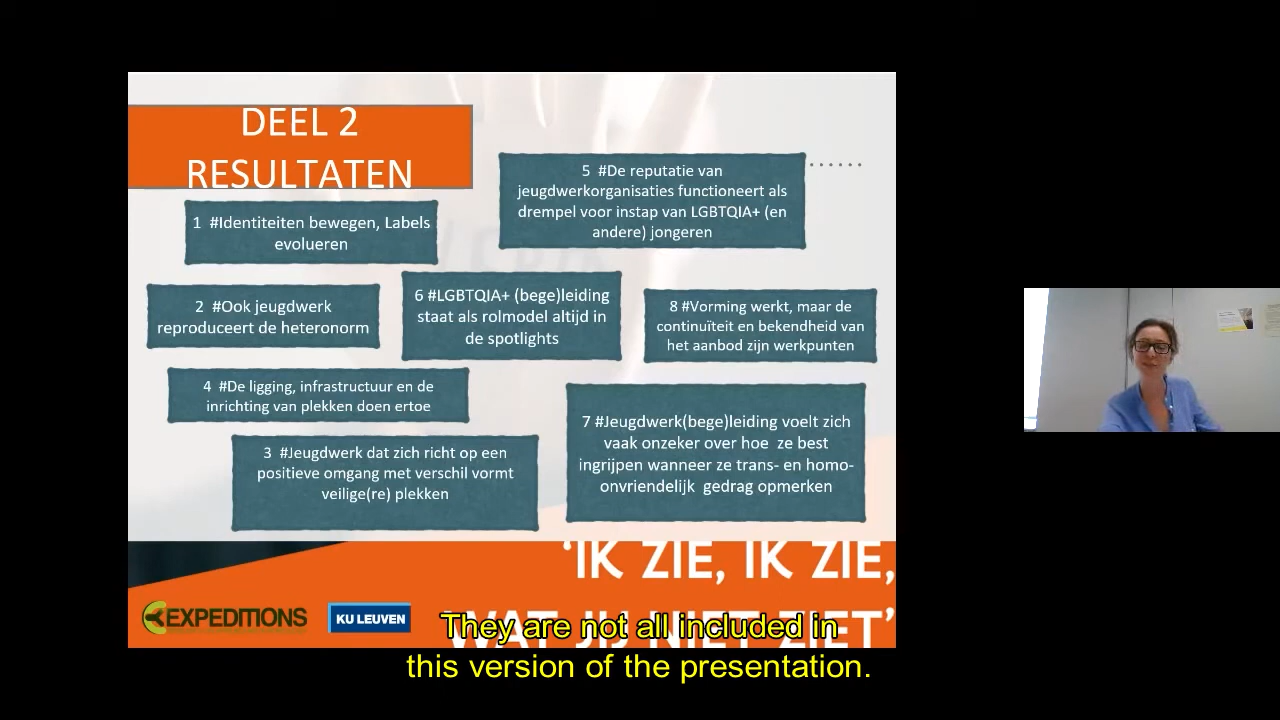 DEEL 2
RESULTATEN
1 #Identiteiten bewegen, Labels
evolueren
2 #Ook jeugdwerk
reproduceert de heteronorm
4 #De ligging, infrastructuur en de
inrichting van plekken doen ertoe
3 #Jeugdwerk dat zich richt op een
positieve omgang met verschil vormt
veilige(re) plekken
5 #De reputatie van
jeugdwerkorganisaties functioneert als
drempel voor instap van LGBTQIA+ (en
andere) jongeren
6 #LGBTQIA+ (bege)leiding
staat als rolmodel altijd in
de spotlights
8 #Vorming werkt, maar de
continuïteit en bekendheid van
het aanbod zijn werkpunten
7 #Jeugdwerk(bege)leiding voelt zich
vaak onzeker over hoe ze best
ingrijpen wanneer ze trans- en homo-
onvriendelijk gedrag opmerken
'IK ZIE, IK ZIE,
WAT JIJ NIET ZIET'
EXPEDITIONS
KU LEUVEN
They are not all included in
this version of the presentation.